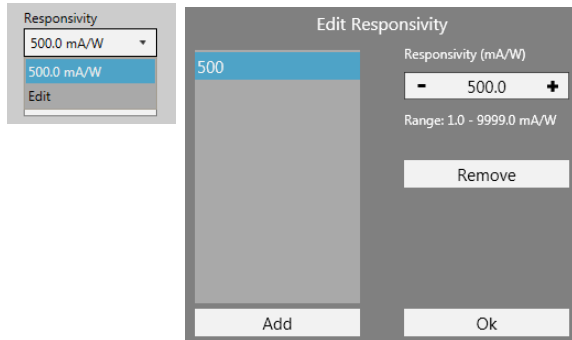 Responsivity
500.0 mA/W
500.0 mA/W
Edit
Edit Responsivity
500
Responsivity (mA/W)
- 500.0 +
Range: 1.0 - 9999.0 mA/W
Remove
Add
Ok